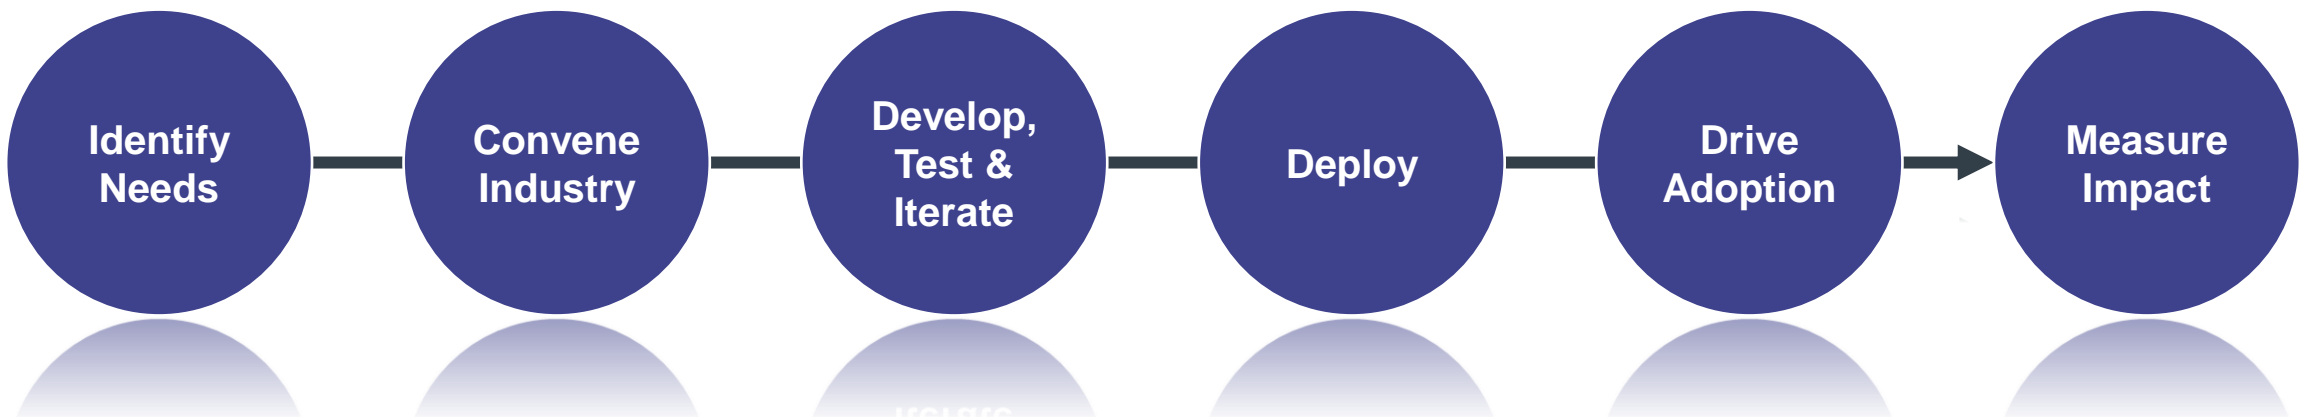 Identify
Needs
Convene
Industry
Develop,
Test &
Iterate
Deploy
Drive
Adoption
Measure
Impact